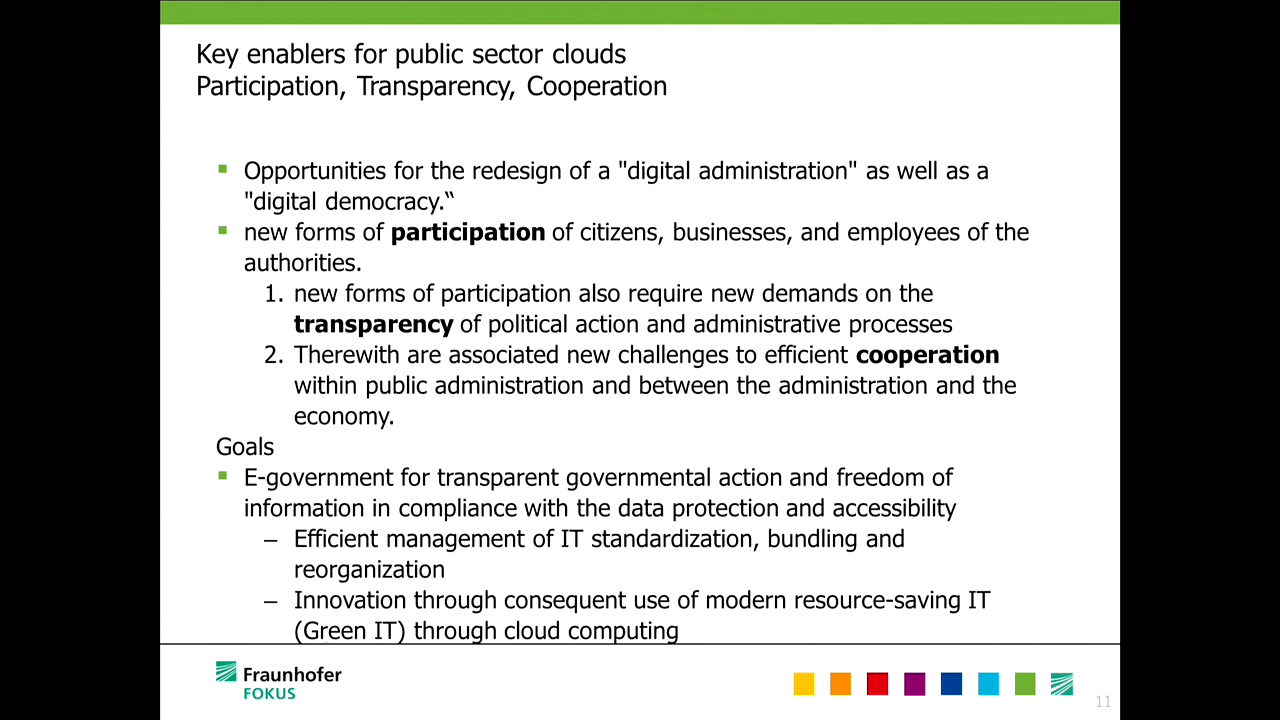 Key enablers for public sector clouds
Participation, Transparency, Cooperation
Opportunities for the redesign of a "digital administration" as well as a
"digital democracy.“
new forms of participation of citizens, businesses, and employees of the
authorities.
1. new forms of participation also require new demands on the
transparency of political action and administrative processes
2. Therewith are associated new challenges to efficient cooperation
within public administration and between the administration and the
economy.
Goals
E-government for transparent governmental action and freedom of
information in compliance with the data protection and accessibility
– Efficient management of IT standardization, bundling and
reorganization
– Innovation through consequent use of modern resource-saving IT
(Green IT) through cloud computing
Fraunhofer
FOKUS
11